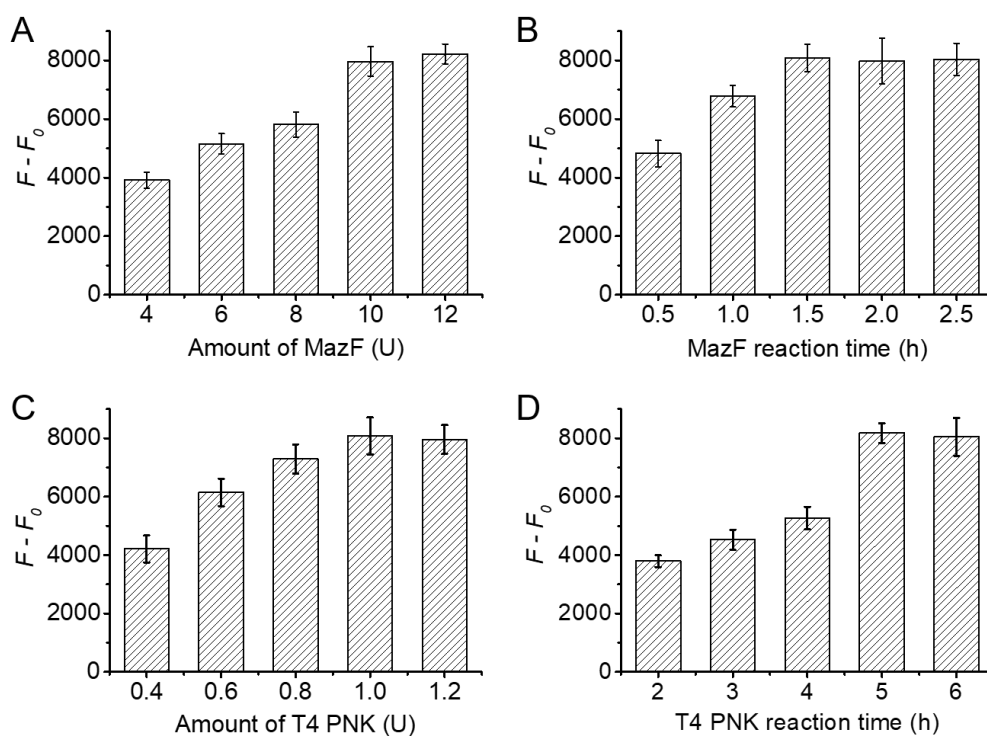 A
F - F0
8000
6000
4000
2000
0
4 6 8 10 12
Amount of MazF (U)
B
F - F0
8000
6000
4000
2000
0
0.5 1.0 1.5 2.0 2.5
MazF reaction time (h)
C
F - F0
8000
6000
4000
2000
0
0.4 0.6 0.8 1.0 1.2
Amount of T4 PNK (U)
D
F - F0
8000
6000
4000
2000
0
2 3 4 5 6
T4 PNK reaction time (h)